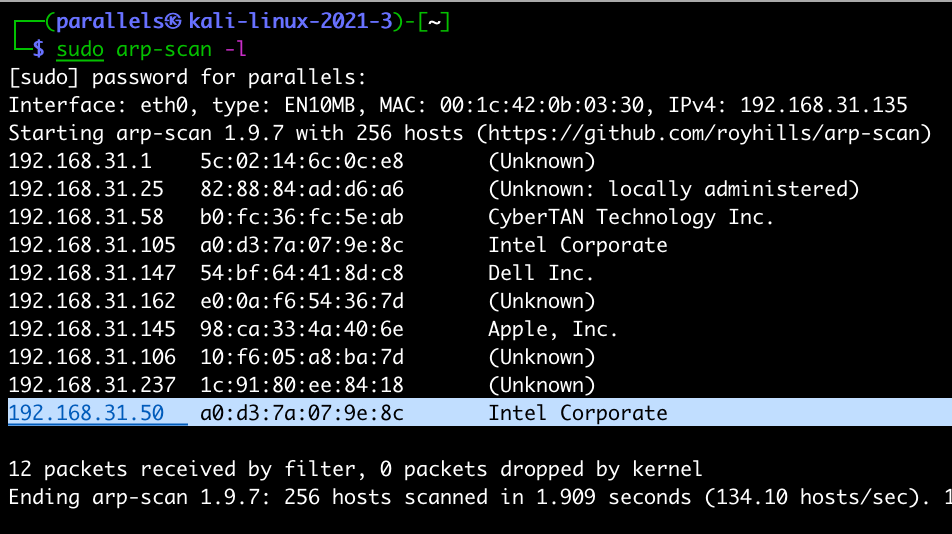 ┌──(parallels㉿kali-linux-2021-3)-[~]
└─$ sudo arp-scan -l
[sudo] password for parallels:
Interface: eth0, type: EN10MB, MAC: 00:1c:42:0b:03:30, IPv4: 192.168.31.135
Starting arp-scan 1.9.7 with 256 hosts (https://github.com/royhills/arp-scan)
192.168.31.1 5c:02:14:6c:0c:e8 (Unknown)
192.168.31.25 82:88:84:ad:d6:a6 (Unknown: locally administered)
192.168.31.58 b0:fc:36:fc:5e:ab CyberTAN Technology Inc.
192.168.31.105 a0:d3:7a:07:9e:8c Intel Corporate
192.168.31.147 54:bf:64:41:8d:c8 Dell Inc.
192.168.31.162 e0:0a:f6:54:36:7d (Unknown)
192.168.31.145 98:ca:33:4a:40:6e Apple, Inc.
192.168.31.106 10:f6:05:a8:ba:7d (Unknown)
192.168.31.237 1c:91:80:ee:84:18 (Unknown)
192.168.31.50 a0:d3:7a:07:9e:8c Intel Corporate
12 packets received by filter, 0 packets dropped by kernel
Ending arp-scan 1.9.7: 256 hosts scanned in 1.909 seconds (134.10 hosts/sec). 1